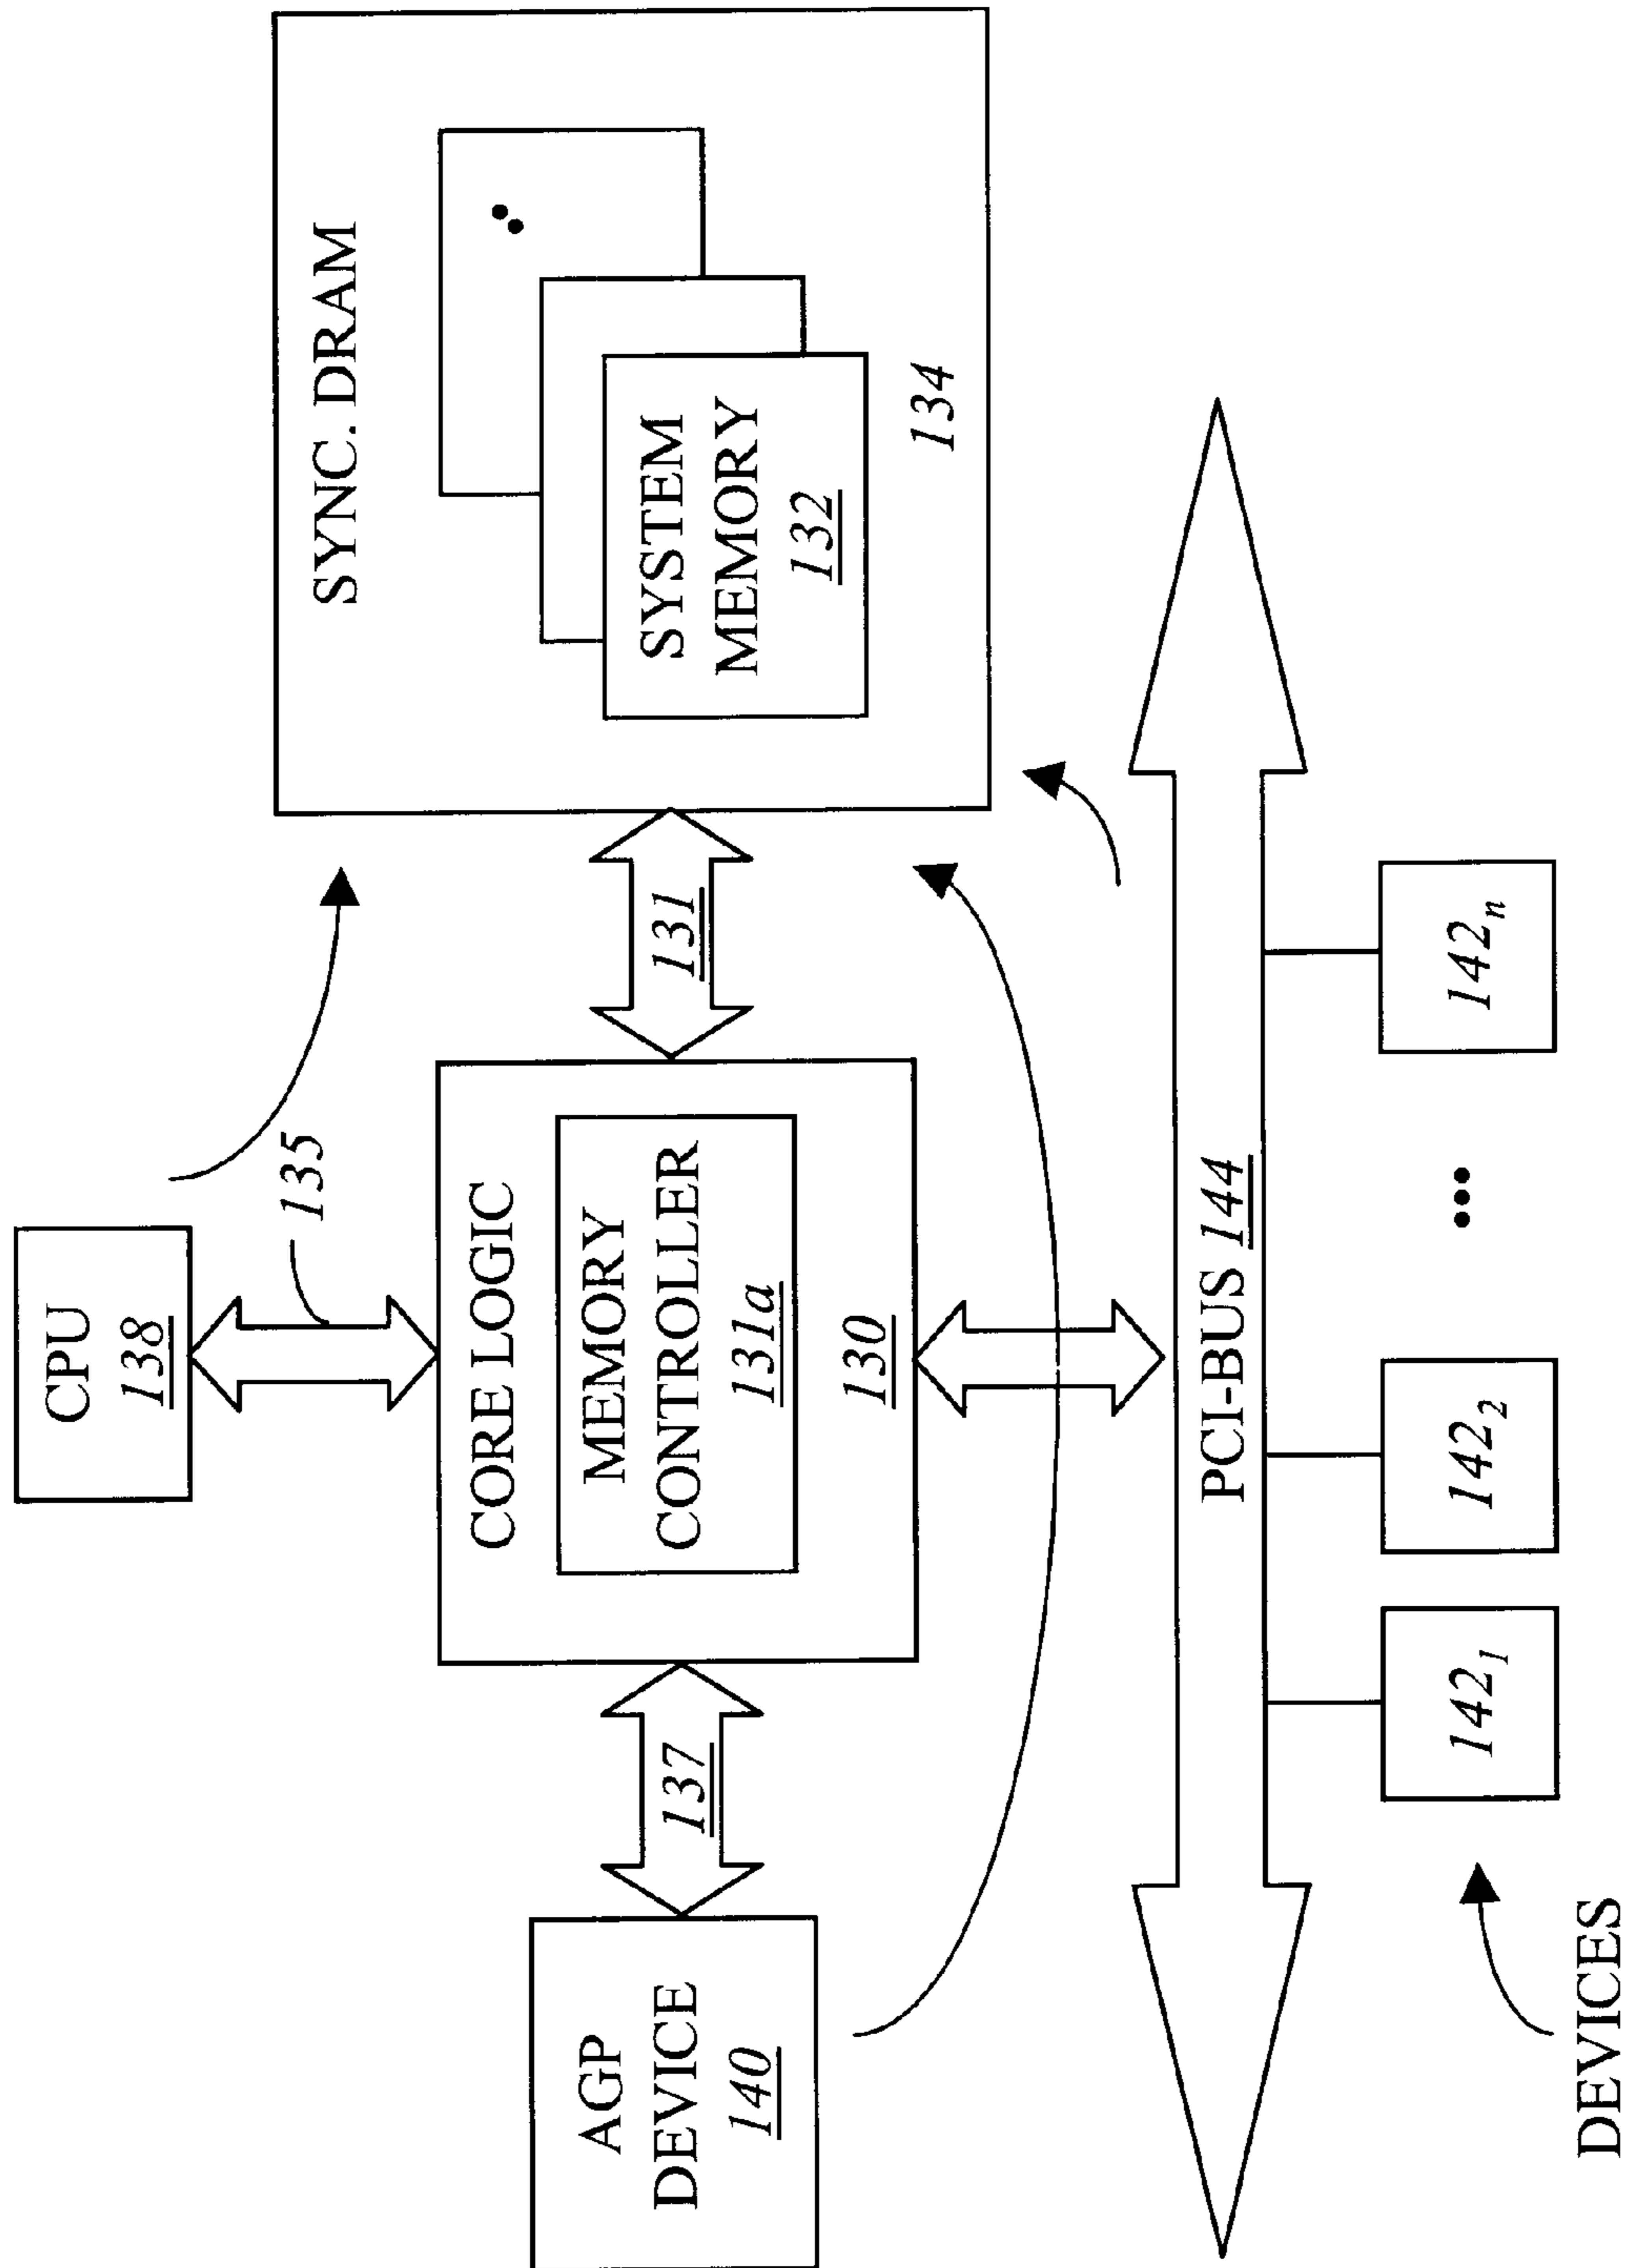 CPU
138
135
SYNC. DRAM
CORE LOGIC
MEMORY
CONTROLLER
131a
130
AGP
DEVICE
140
137
131
SYSTEM
MEMORY
132
134
PCI-BUS 144
142₁
142₂
...
142ₙ
DEVICES